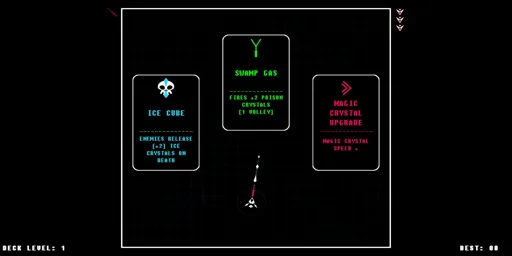 SWAMP GAS
FIRES +2 PRISON
CRYSTALS
[1 VOLLEY]
ICE CUBE
ENEMIES RELEASE
[+2] ICE
CRYSTALS ON
DEATH
MAGIC
CRYSTAL
UPGRADE
MAGIC CRYSTAL
SPEED +
DECK LEVEL: 1
BEST: 00